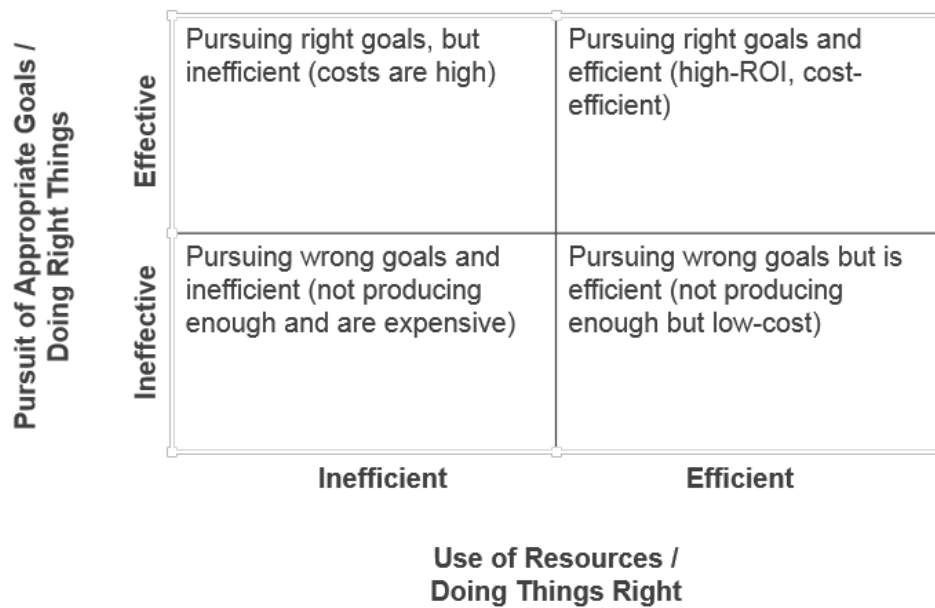 Pursuit of Appropriate Goals /
Doing Right Things
Effective
Pursuing right goals, but
inefficient (costs are high)
Pursuing right goals and
efficient (high-ROI, cost-
efficient)
Ineffective
Pursuing wrong goals and
inefficient (not producing
enough and are expensive)
Pursuing wrong goals but is
efficient (not producing
enough but low-cost)
Inefficient
Efficient
Use of Resources /
Doing Things Right